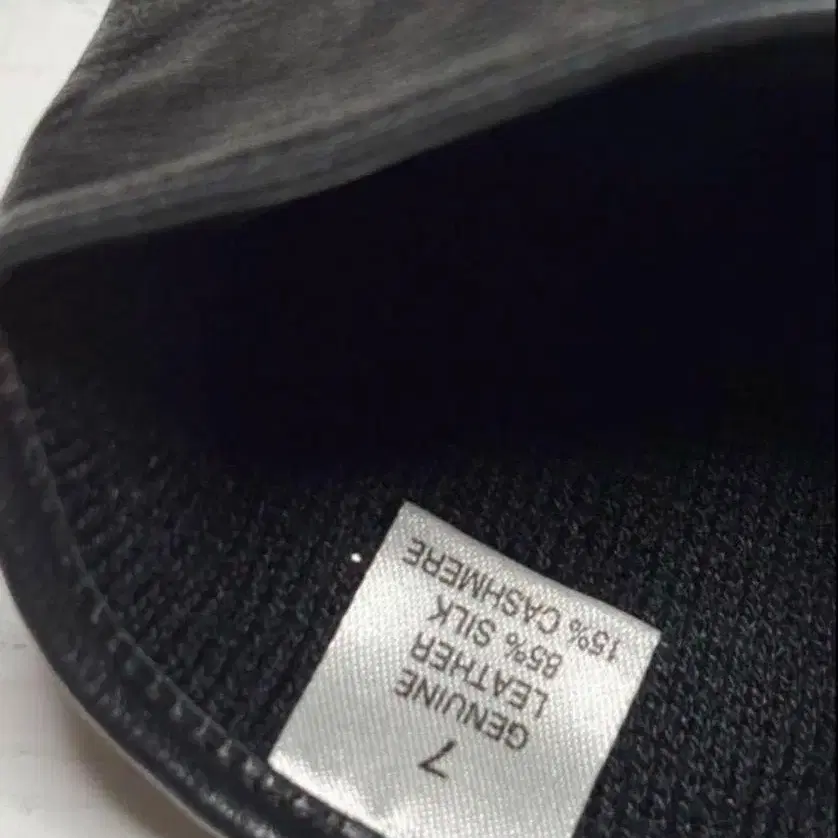 7
GENUINE
LEATHER
85% SILK
15% CASHMERE